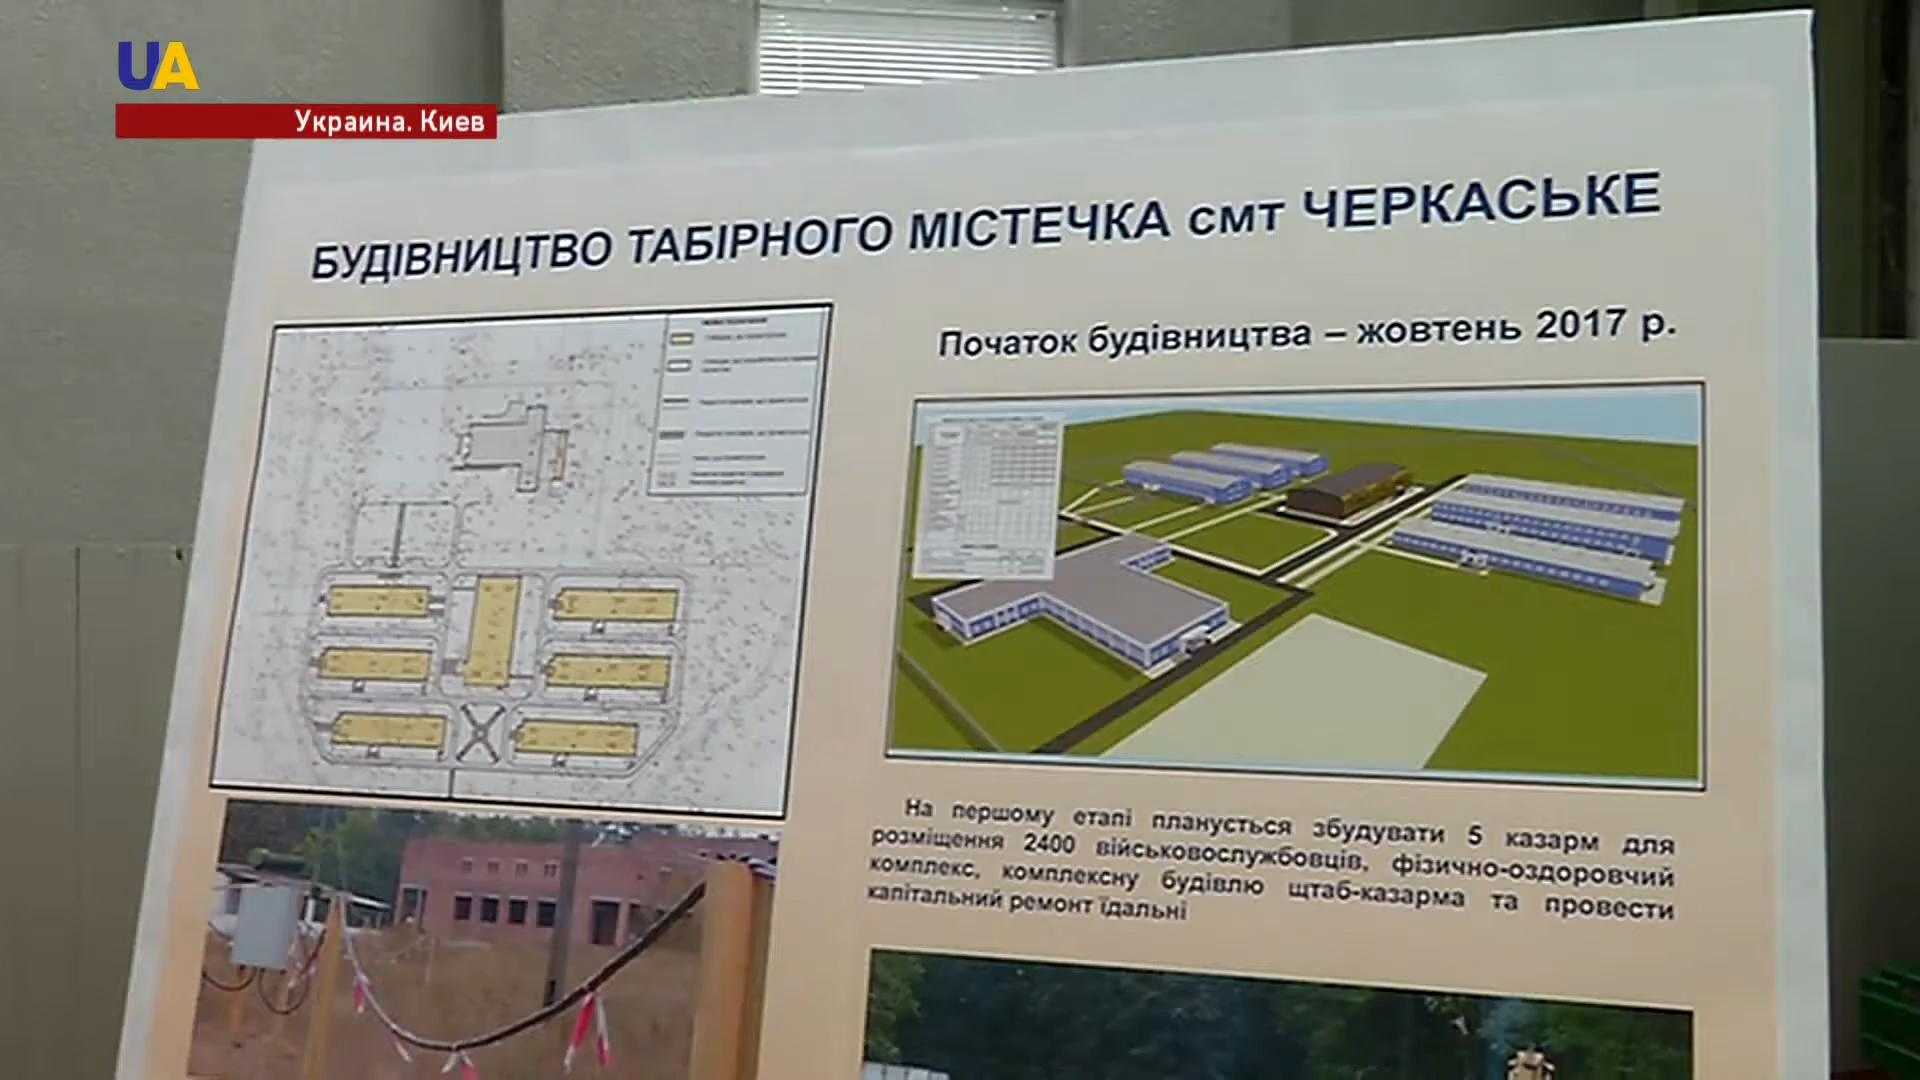 UA
Украина. Киев
БУДІВНИЦТВО ТАБІРНОГО МІСТЕЧКА смт ЧЕРКАСЬКЕ
Початок будівництва – жовтень 2017 р.
На першому етапі планується збудувати 5 казарм для
розміщення 2400 військовослужбовців, фізично-оздоровчий
комплекс, комплексну будівлю щтаб-казарма та провести
капітальний ремонт їдальні